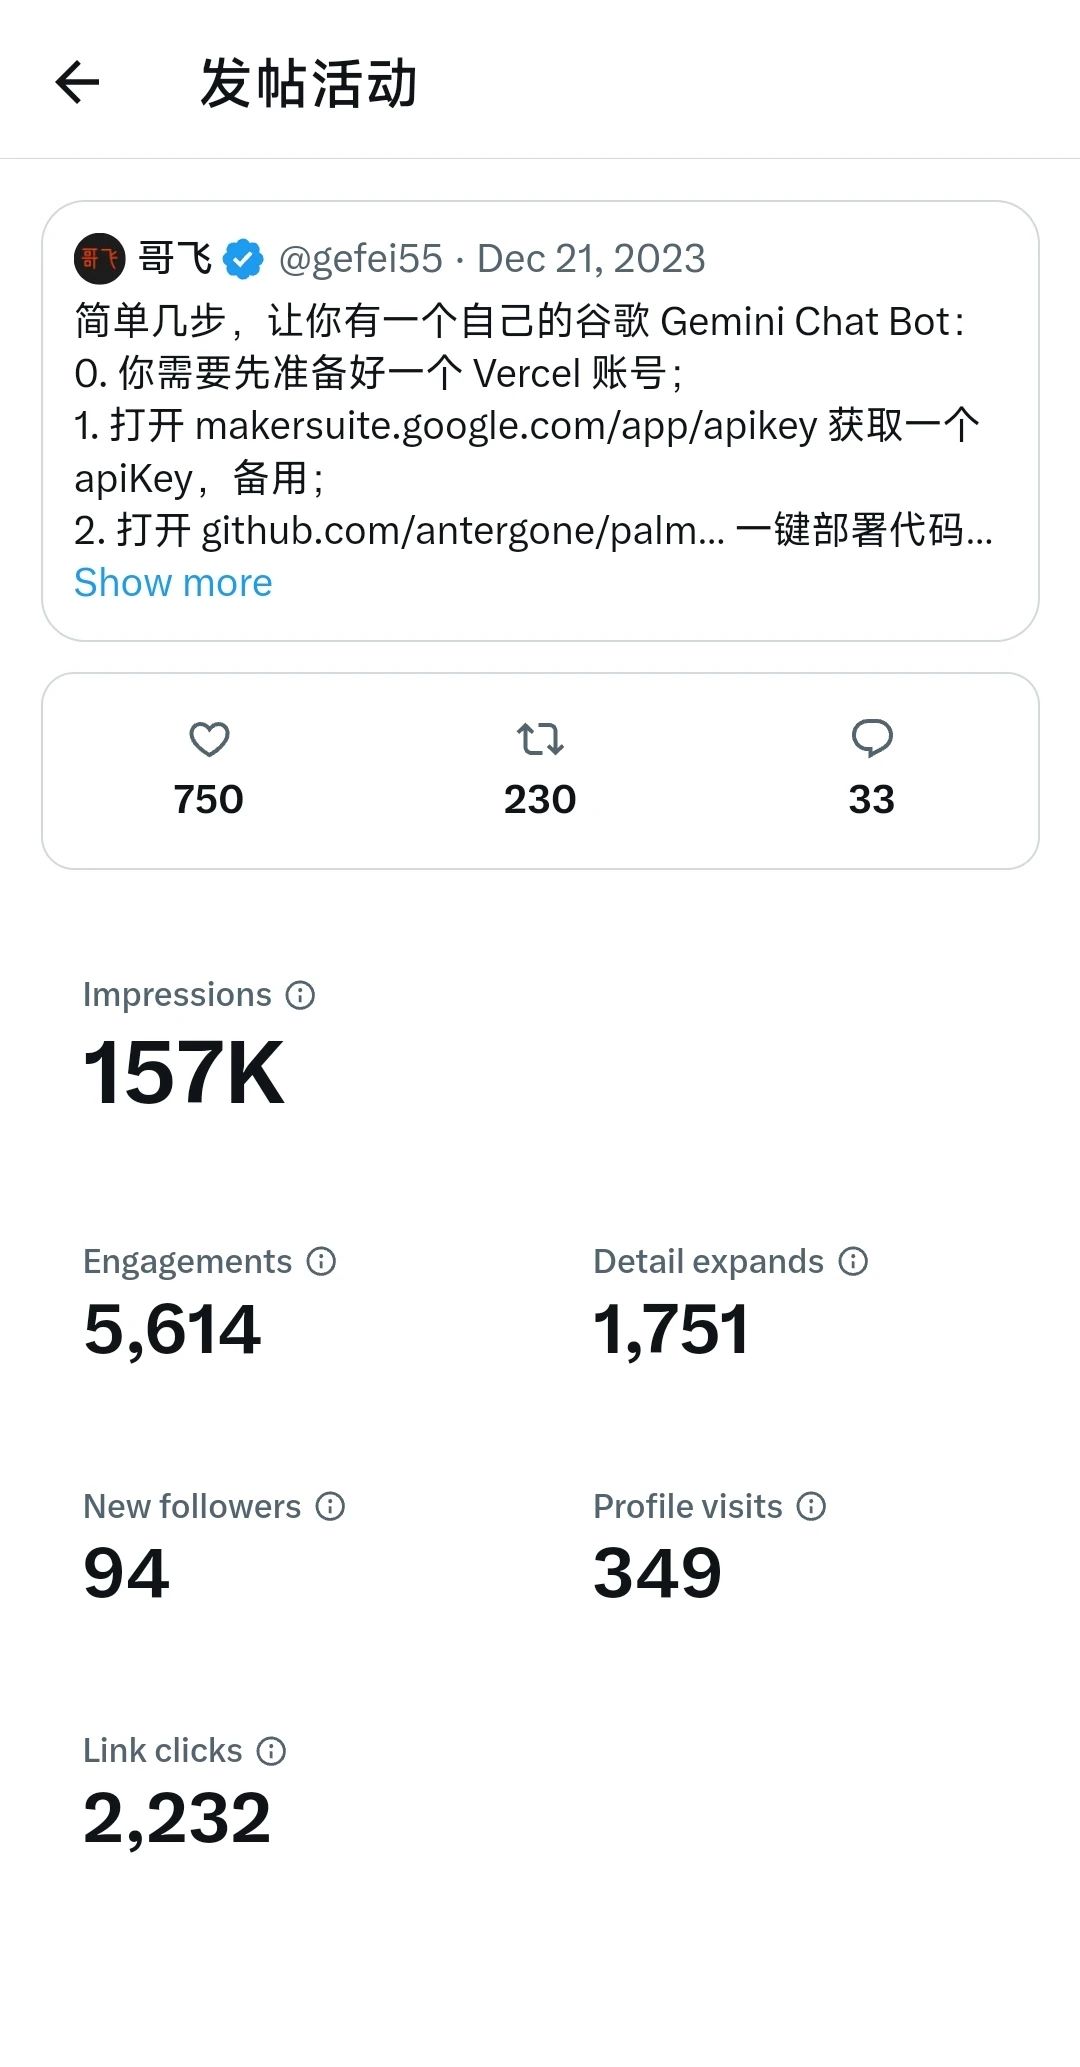 发帖活动
哥飞 @gefei55 · Dec 21, 2023
简单几步，让你有一个自己的谷歌 Gemini Chat Bot：
0. 你需要先准备好一个 Vercel 账号；
1. 打开 makersuite.google.com/app/apikey 获取一个
apiKey，备用；
2. 打开 github.com/antergone/palm… 一键部署代码…
Show more
750 230 33
Impressions
157K
Engagements Detail expands
5,614 1,751
New followers Profile visits
94 349
Link clicks
2,232